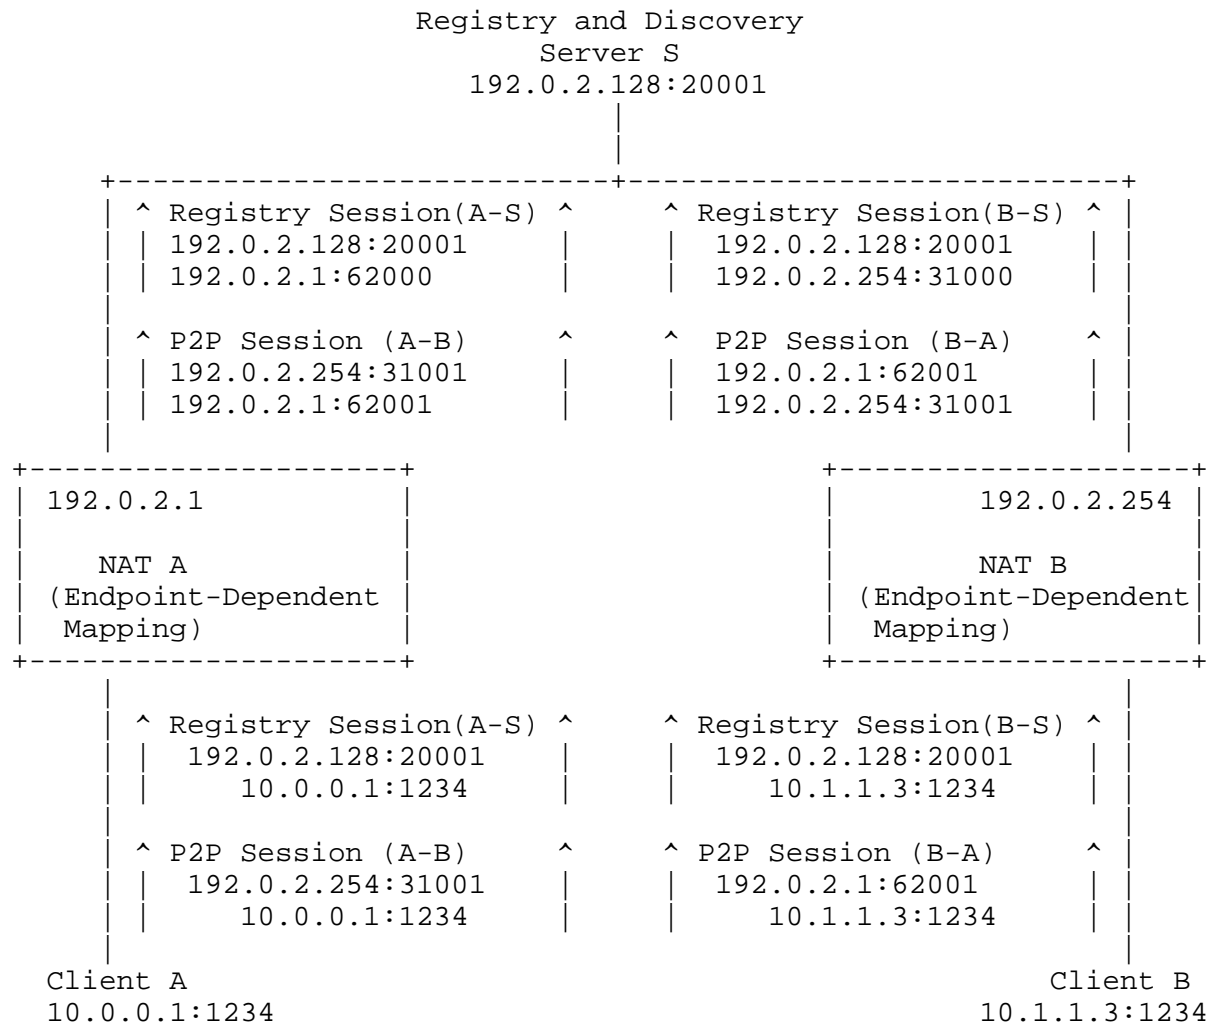 Registry and Discovery
Server S
192.0.2.128:20001
^ Registry Session(A-S) ^ ^ Registry Session(B-S) ^
192.0.2.128:20001 192.0.2.128:20001
192.0.2.1:62000 192.0.2.254:31000
^ P2P Session (A-B) ^ ^ P2P Session (B-A) ^
192.0.2.254:31001 192.0.2.1:62001
192.0.2.1:62001 192.0.2.254:31001
192.0.2.1 192.0.2.254
NAT A NAT B
(Endpoint-Dependent (Endpoint-Dependent
Mapping) Mapping)
^ Registry Session(A-S) ^ ^ Registry Session(B-S) ^
192.0.2.128:20001 192.0.2.128:20001
10.0.0.1:1234 10.1.1.3:1234
^ P2P Session (A-B) ^ ^ P2P Session (B-A) ^
192.0.2.254:31001 192.0.2.1:62001
10.0.0.1:1234 10.1.1.3:1234
Client A Client B
10.0.0.1:1234 10.1.1.3:1234